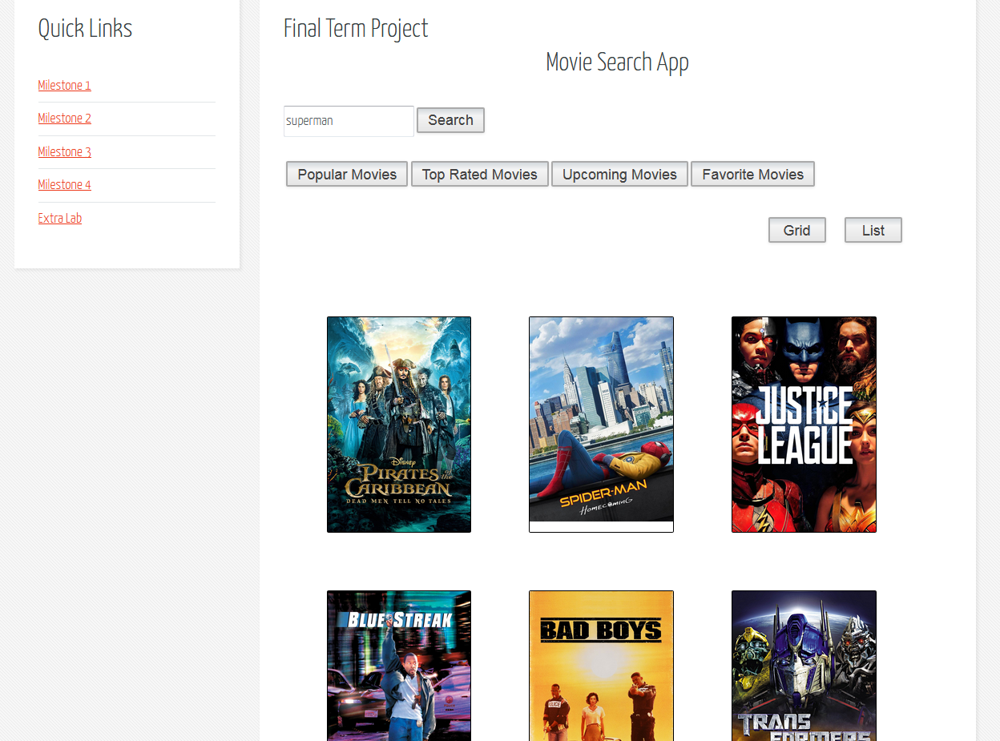 Quick Links
Milestone 1
Milestone 2
Milestone 3
Milestone 4
Extra Lab
Final Term Project
Movie Search App
superman
Search
Popular Movies
Top Rated Movies
Upcoming Movies
Favorite Movies
Grid
List
Disney
PIRATES of the
CARIBBEAN
DEAD MEN TELL NO TALES
SPIDER-MAN
HOMECOMING
JUSTICE
LEAGUE
BLUE STREAK
BAD BOYS
POLICE
TRANS
FORMERS